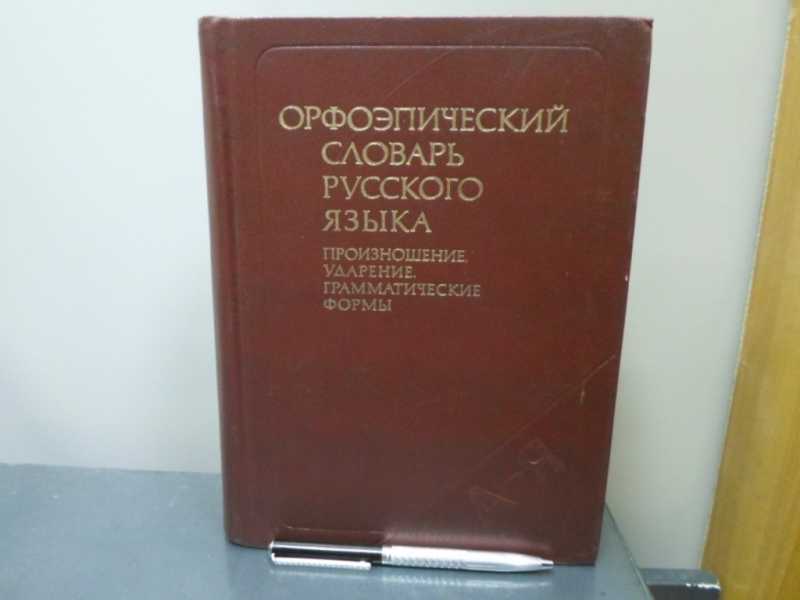 ОРФОЭПИЧЕСКИЙ
СЛОВАРЬ
РУССКОГО
ЯЗЫКА
ПРОИЗНОШЕНИЕ,
УДАРЕНИЕ,
ГРАММАТИЧЕСКИЕ
ФОРМЫ
А–Я